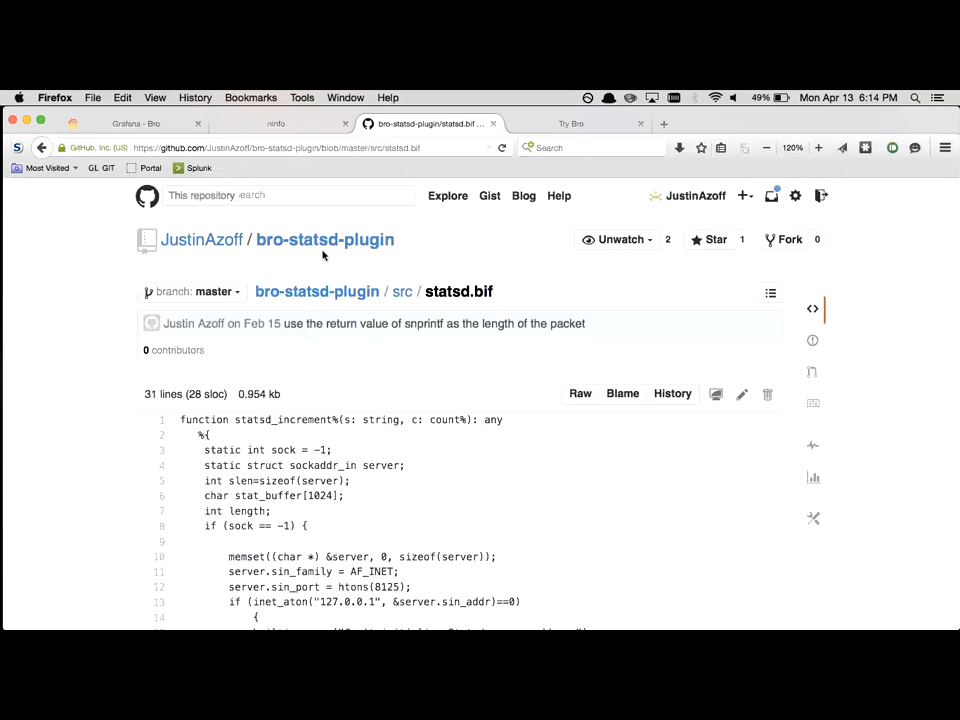 Firefox File Edit View History Bookmarks Tools Window Help 49% Mon Apr 13 6:14 PM
Grafana - Bro × ninfo × bro-statsd-plugin/statsd.bif ... × Try Bro × +
GitHub, Inc. (US) https://github.com/JustinAzoff/bro-statsd-plugin/blob/master/src/statsd.bif Search 120%
Most Visited GL GIT Portal Splunk
This repository Search Explore Gist Blog Help JustinAzoff
JustinAzoff / bro-statsd-plugin Unwatch 2 Star 1 Fork 0
branch: master bro-statsd-plugin / src / statsd.bif
Justin Azoff on Feb 15 use the return value of snprintf as the length of the packet
0 contributors
31 lines (28 sloc) 0.954 kb Raw Blame History
1 function statsd_increment%(s: string, c: count%): any
2 %{
3 static int sock = -1;
4 static struct sockaddr_in server;
5 int slen=sizeof(server);
6 char stat_buffer[1024];
7 int length;
8 if (sock == -1) {
9
10 memset((char *) &server, 0, sizeof(server));
11 server.sin_family = AF_INET;
12 server.sin_port = htons(8125);
13 if (inet_aton("127.0.0.1", &server.sin_addr)==0)
14 {